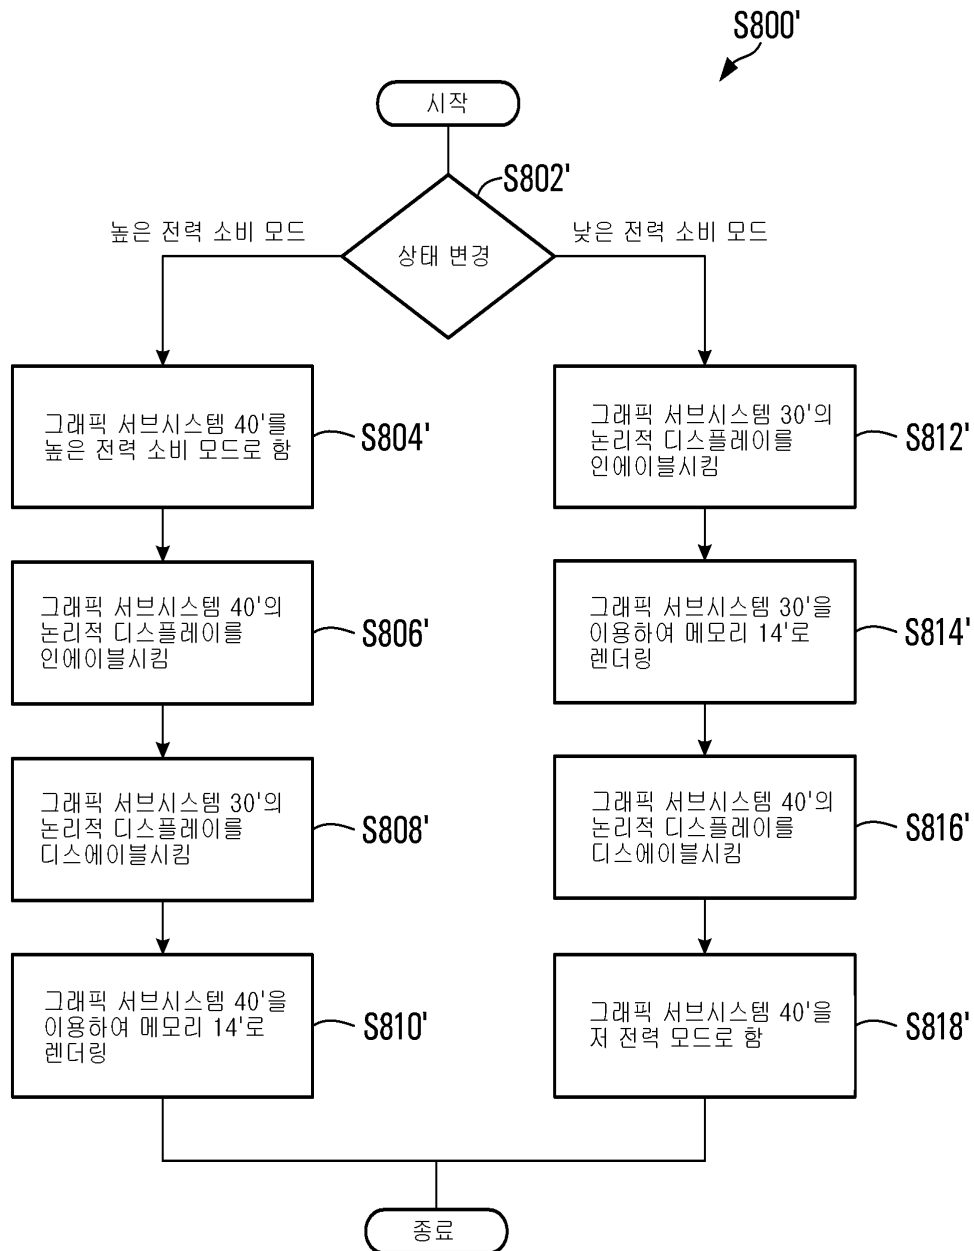 S800'
시작
S802'
높은 전력 소비 모드
낮은 전력 소비 모드
상태 변경
그래픽 서브시스템 40'를
높은 전력 소비 모드로 함
S804'
그래픽 서브시스템 40'의
논리적 디스플레이를
인에이블시킴
S806'
그래픽 서브시스템 30'의
논리적 디스플레이를
디스에이블시킴
S808'
그래픽 서브시스템 40'을
이용하여 메모리 14'로
렌더링
S810'
그래픽 서브시스템 30'의
논리적 디스플레이를
인에이블시킴
S812'
그래픽 서브시스템 30'을
이용하여 메모리 14'로
렌더링
S814'
그래픽 서브시스템 40'의
논리적 디스플레이를
디스에이블시킴
S816'
그래픽 서브시스템 40'을
저 전력 모드로 함
S818'
종료